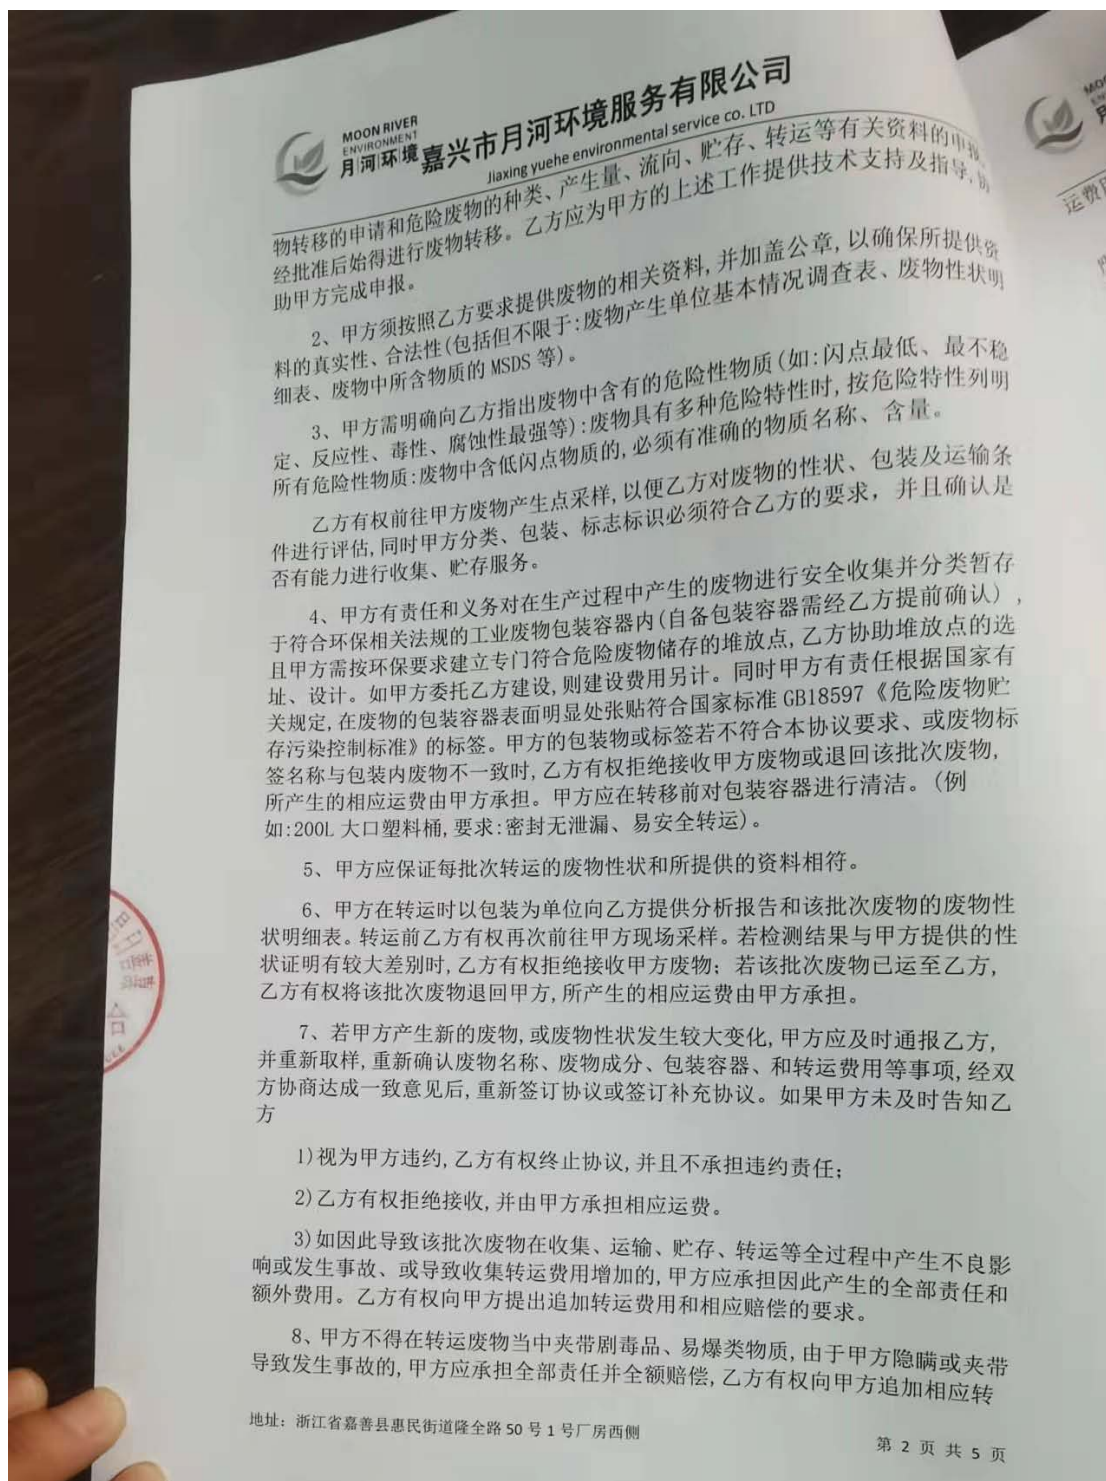 MOON RIVER
ENVIRONMENT
月河环境
嘉兴市月河环境服务有限公司
Jiaxing yuehe environmental service co. LTD
物转移的申请和危险废物的种类、产生量、流向、贮存、转运等有关资料的申报,
经批准后始得进行废物转移。乙方应为甲方的上述工作提供技术支持及指导,协
助甲方完成申报。
2、甲方须按照乙方要求提供废物的相关资料,并加盖公章,以确保所提供资
料的真实性、合法性(包括但不限于:废物产生单位基本情况调查表、废物性状明
细表、废物中所含物质的 MSDS 等)。
3、甲方需明确向乙方指出废物中含有的危险性物质(如:闪点最低、最不稳
定、反应性、毒性、腐蚀性最强等):废物具有多种危险特性时,按危险特性列明
所有危险性物质:废物中含低闪点物质的,必须有准确的物质名称、含量。
乙方有权前往甲方废物产生点采样,以便乙方对废物的性状、包装及运输条
件进行评估,同时甲方分类、包装、标志标识必须符合乙方的要求，并且确认是
否有能力进行收集、贮存服务。
4、甲方有责任和义务对在生产过程中产生的废物进行安全收集并分类暂存
于符合环保相关法规的工业废物包装容器内(自备包装容器需经乙方提前确认),
且甲方需按环保要求建立专门符合危险废物储存的堆放点,乙方协助堆放点的选
址、设计。如甲方委托乙方建设,则建设费用另计。同时甲方有责任根据国家有
关规定,在废物的包装容器表面明显处张贴符合国家标准 GB18597《危险废物贮
存污染控制标准》的标签。甲方的包装物或标签若不符合本协议要求、或废物标
签名称与包装内废物不一致时,乙方有权拒绝接收甲方废物或退回该批次废物,
所产生的相应运费由甲方承担。甲方应在转移前对包装容器进行清洁。(例
如:200L 大口塑料桶,要求:密封无泄漏、易安全转运)。
5、甲方应保证每批次转运的废物性状和所提供的资料相符。
6、甲方在转运时以包装为单位向乙方提供分析报告和该批次废物的废物性
状明细表。转运前乙方有权再次前往甲方现场采样。若检测结果与甲方提供的性
状证明有较大差别时,乙方有权拒绝接收甲方废物；若该批次废物已运至乙方,
乙方有权将该批次废物退回甲方,所产生的相应运费由甲方承担。
7、若甲方产生新的废物,或废物性状发生较大变化,甲方应及时通报乙方,
并重新取样,重新确认废物名称、废物成分、包装容器、和转运费用等事项,经双
方协商达成一致意见后,重新签订协议或签订补充协议。如果甲方未及时告知乙
方
1)视为甲方违约,乙方有权终止协议,并且不承担违约责任;
2)乙方有权拒绝接收,并由甲方承担相应运费。
3)如因此导致该批次废物在收集、运输、贮存、转运等全过程中产生不良影
响或发生事故、或导致收集转运费用增加的,甲方应承担因此产生的全部责任和
额外费用。乙方有权向甲方提出追加转运费用和相应赔偿的要求。
8、甲方不得在转运废物当中夹带剧毒品、易爆类物质,由于甲方隐瞒或夹带
导致发生事故的,甲方应承担全部责任并全额赔偿,乙方有权向甲方追加相应转
地址：浙江省嘉善县惠民街道隆全路 50 号 1 号厂房西侧
第 2 页 共 5 页
运费